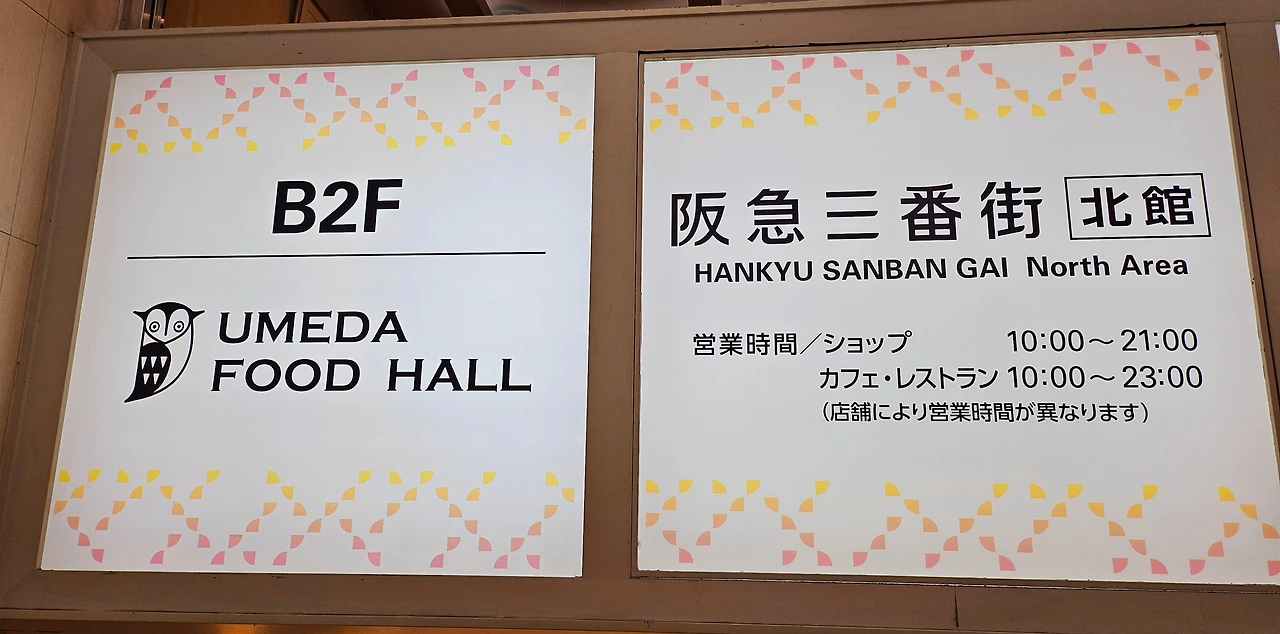 B2F
UMEDA
FOOD HALL
阪急三番街 北館
HANKYU SANBAN GAI North Area
営業時間／ショップ 10:00～21:00
カフェ・レストラン 10:00～23:00
（店舗により営業時間が異なります）